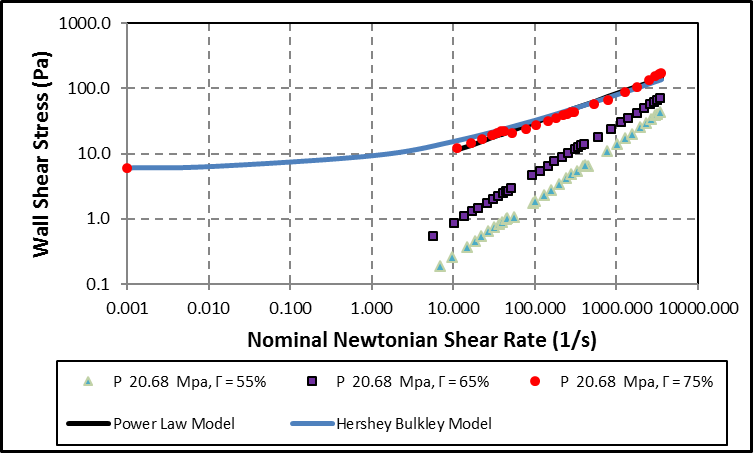 1000.0
100.0
10.0
1.0
0.1
Wall Shear Stress (Pa)
0.001 0.010 0.100 1.000 10.000 100.000 1000.000 10000.000
Nominal Newtonian Shear Rate (1/s)
P 20.68 Mpa, Γ = 55% P 20.68 Mpa, Γ = 65% P 20.68 Mpa, Γ = 75%
Power Law Model Hershey Bulkley Model